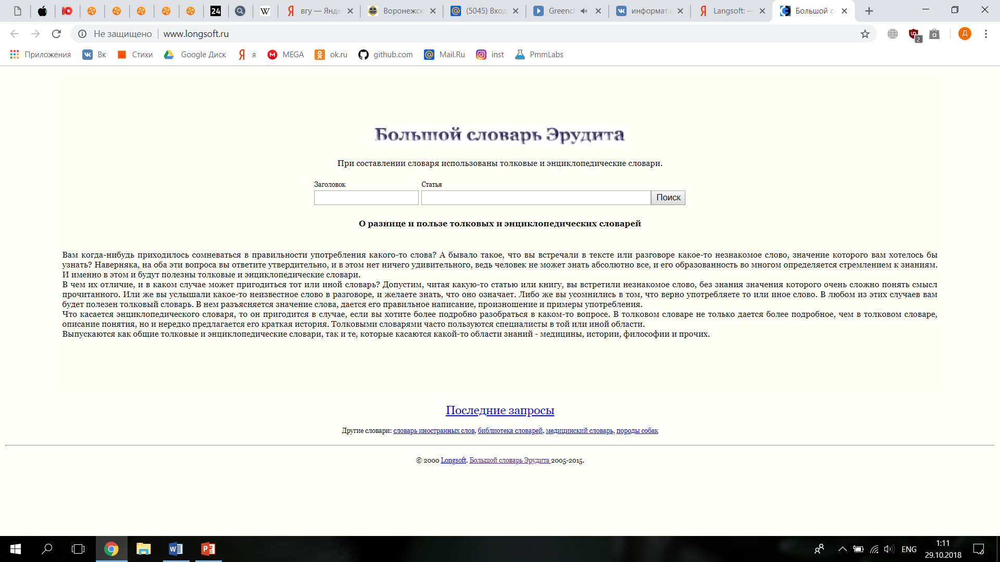 24
вгу — Янде
Воронежск
(5045) Вход
Greencl
информат.
Langsoft: —
Большой сл
Не защищено
www.longsoft.ru
Д
2
Приложения
Вк
Стихи
Google Диск
я
MEGA
ok.ru
github.com
Mail.Ru
inst
PmmLabs
Большой словарь Эрудита
При составлении словаря использованы толковые и энциклопедические словари.
Заголовок
Статья
Поиск
О разнице и пользе толковых и энциклопедических словарей
Вам когда-нибудь приходилось сомневаться в правильности употребления какого-то слова? А бывало такое, что вы встречали в тексте или разговоре какое-то незнакомое слово, значение которого вам хотелось бы
узнать? Наверняка, на оба эти вопроса вы ответите утвердительно, и в этом нет ничего удивительного, ведь человек не может знать абсолютно все, и его образованность во многом определяется стремлением к знаниям.
И именно в этом и будут полезны толковые и энциклопедические словари.
В чем их отличие, и в каком случае может пригодиться тот или иной словарь? Допустим, читая какую-то статью или книгу, вы встретили незнакомое слово, без знания значения которого очень сложно понять смысл
прочитанного. Или же вы услышали какое-то неизвестное слово в разговоре, и желаете знать, что оно означает. Либо же вы усомнились в том, что верно употребляете то или иное слово. В любом из этих случаев вам
будет полезен толковый словарь. В нем разъясняется значение слова, дается его правильное написание, произношение и примеры употребления.
Что касается энциклопедического словаря, то он пригодится в случае, если вы хотите более подробно разобраться в каком-то вопросе. В толковом словаре не только дается более подробное, чем в толковом словаре,
описание понятия, но и нередко предлагается его краткая история. Толковыми словарями часто пользуются специалисты в той или иной области.
Выпускаются как общие толковые и энциклопедические словари, так и те, которые касаются какой-то области знаний - медицины, истории, философии и прочих.
Последние запросы
Другие словари: словарь иностранных слов, библиотека словарей, медицинский словарь, породы собак
© 2000 Longsoft. Большой словарь Эрудита 2005-2015.
ENG
1:11
29.10.2018